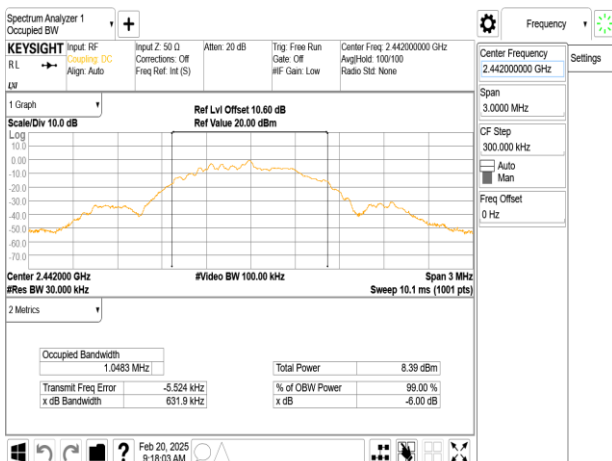 Spectrum Analyzer 1
Occupied BW
Frequency
KEYSIGHT
RL
LXI
Input: RF
Coupling: DC
Align: Auto
Input Z: 50 Ω
Corrections: Off
Freq Ref: Int (S)
Atten: 20 dB
Trig: Free Run
Gate: Off
#IF Gain: Low
Center Freq: 2.442000000 GHz
Avg|Hold: 100/100
Radio Std: None
Center Frequency
2.442000000 GHz
Settings
Span
3.0000 MHz
CF Step
300.000 kHz
Auto
Man
Freq Offset
0 Hz
1 Graph
Scale/Div 10.0 dB
Ref Lvl Offset 10.60 dB
Ref Value 20.00 dBm
Log
10.0
0.00
-10.0
-20.0
-30.0
-40.0
-50.0
-60.0
-70.0
Center 2.442000 GHz
#Res BW 30.000 kHz
#Video BW 100.00 kHz
Span 3 MHz
Sweep 10.1 ms (1001 pts)
2 Metrics
Occupied Bandwidth
1.0483 MHz
Transmit Freq Error -5.524 kHz
x dB Bandwidth 631.9 kHz
Total Power 8.39 dBm
% of OBW Power 99.00 %
x dB -6.00 dB
Feb 20, 2025
9:18:03 AM